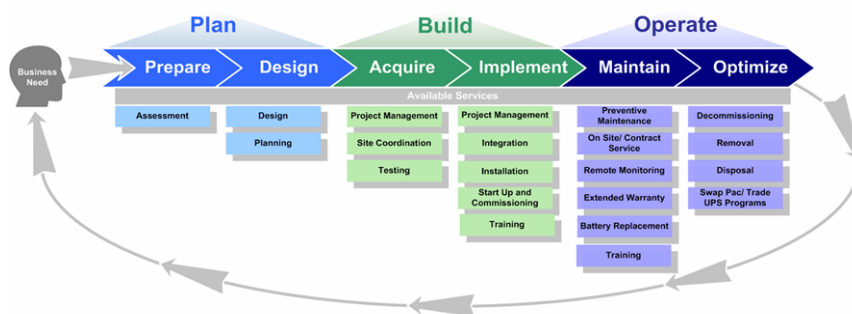 Plan
Build
Operate
Business
Need
Prepare
Design
Acquire
Implement
Maintain
Optimize
Available Services
Assessment
Design
Planning
Project Management
Site Coordination
Testing
Project Management
Integration
Installation
Start Up and
Commissioning
Training
Preventive
Maintenance
On Site/ Contract
Service
Remote Monitoring
Extended Warranty
Battery Replacement
Training
Decommissioning
Removal
Disposal
Swap Pac/ Trade
UPS Programs